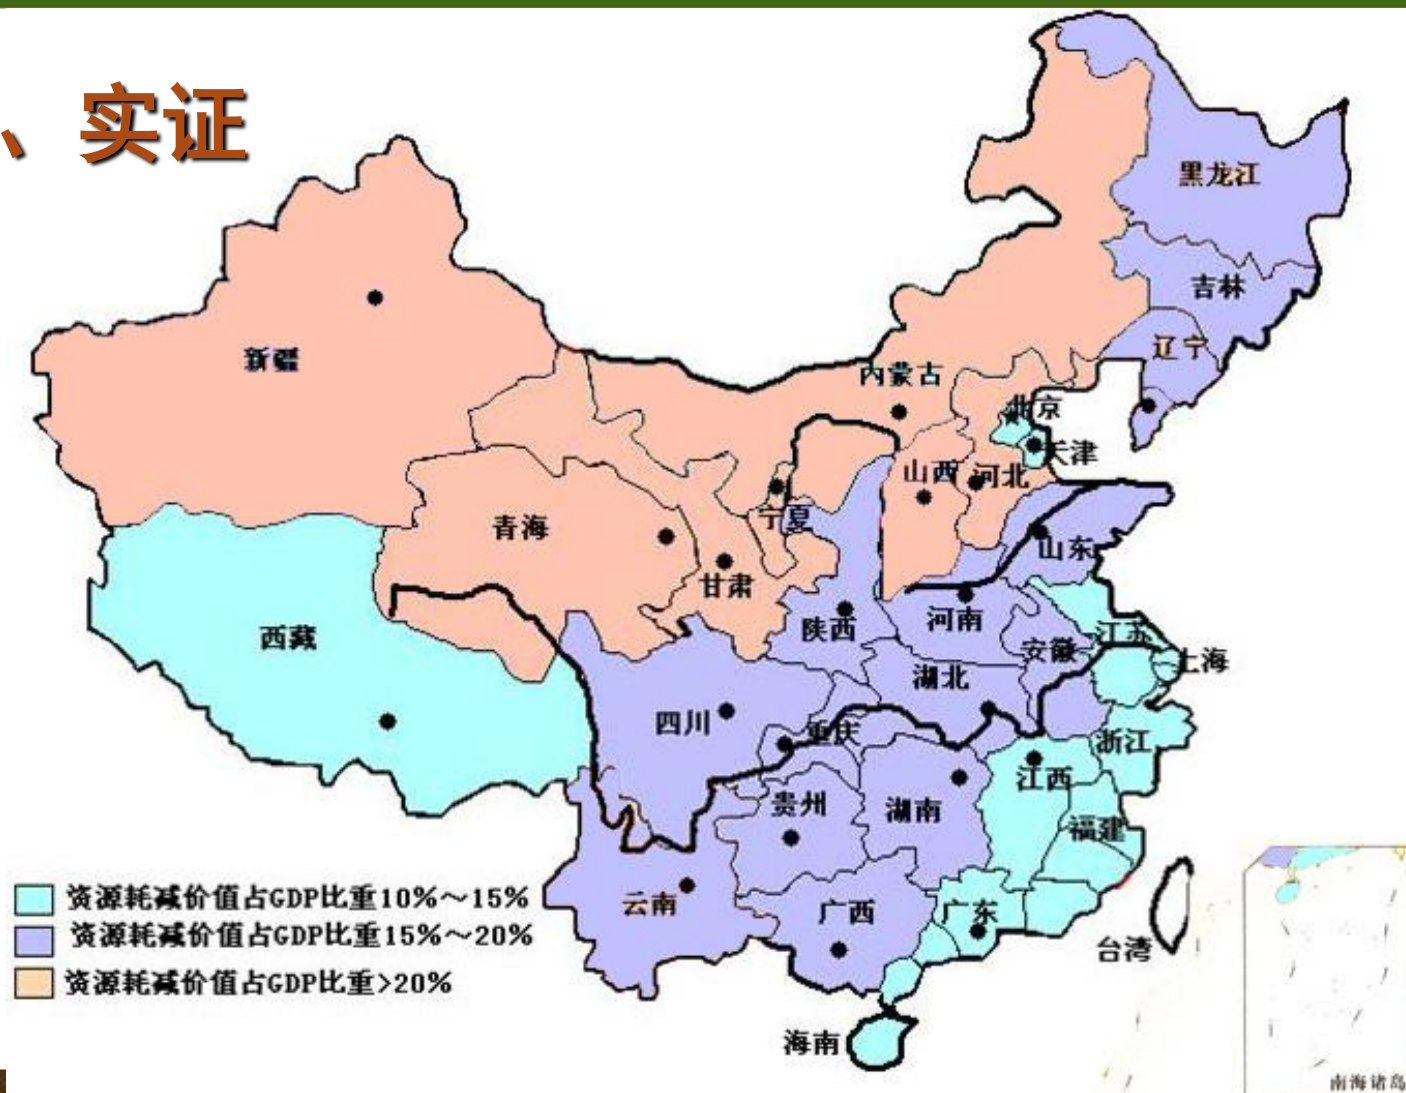 、实证
黑龙江
吉林
辽宁
新疆
内蒙古
北京
天津
山西
河北
宁夏
青海
山东
甘肃
陕西
河南
江苏
西藏
安徽
上海
湖北
四川
重庆
浙江
江西
贵州
湖南
福建
云南
广西
广东
台湾
海南
资源耗减价值占GDP比重10%~15%
资源耗减价值占GDP比重15%~20%
资源耗减价值占GDP比重>20%
南海诸岛